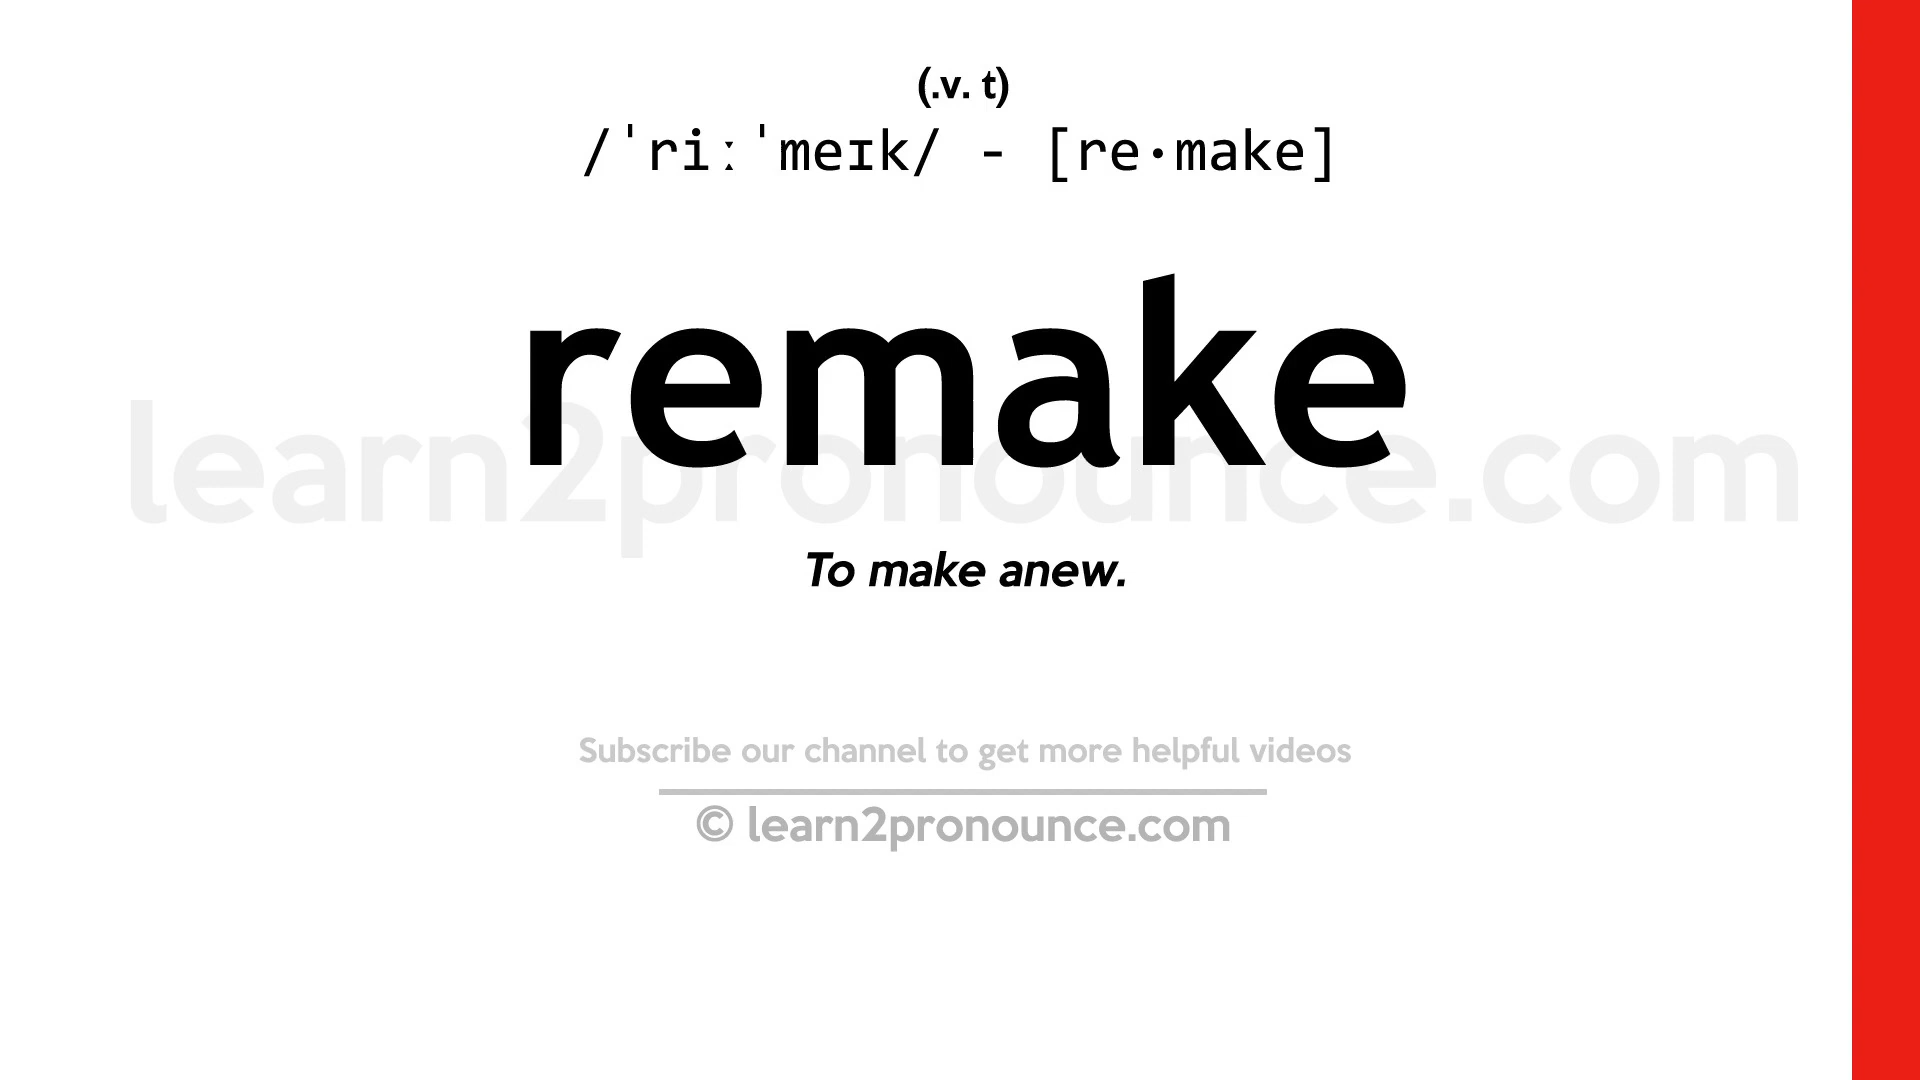 (.v. t)
/ˈriːˈmeɪk/ - [re·make]
remake
learn2pronounce.com
To make anew.
Subscribe our channel to get more helpful videos
© learn2pronounce.com